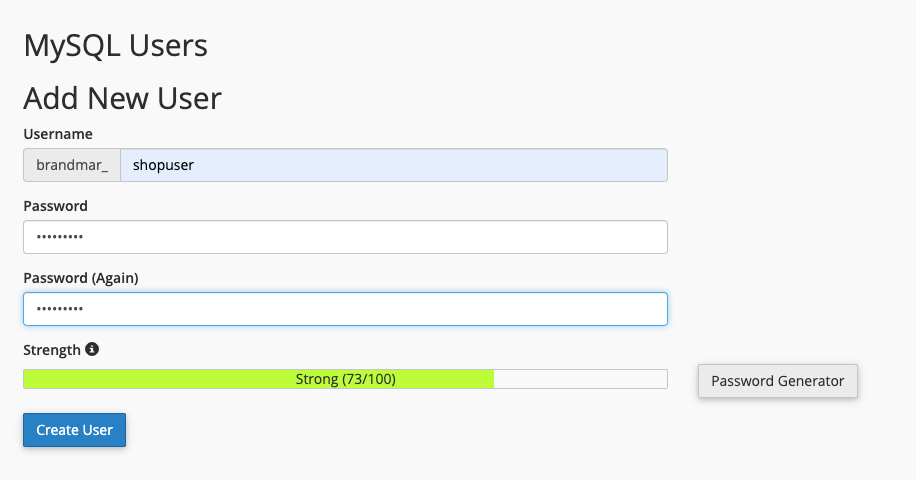 MySQL Users
Add New User
Username
brandmar_ shopuser
Password
•••••••••
Password (Again)
•••••••••
Strength
Strong (73/100)
Password Generator
Create User